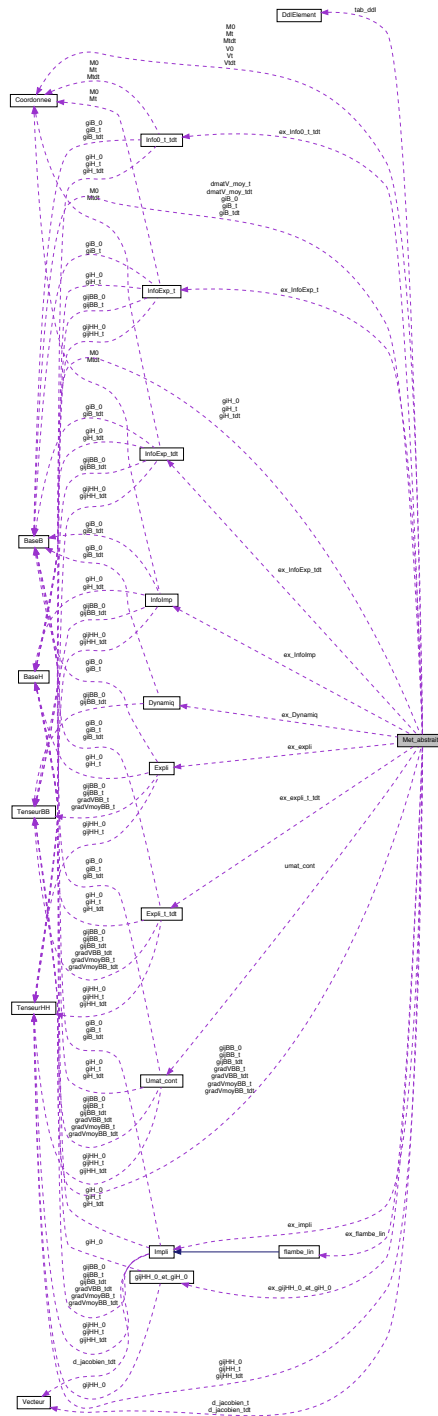 DdlElement
tab_ddl
M0
Mt
Mtdt
V0
Vt
Vtdt
M0
Mt
Mtdt
M0
Mt
Coordonnee
giB_0
giB_t
giB_tdt
Info0_t_tdt
ex_Info0_t_tdt
giH_0
giH_t
giH_tdt
M0
Mtdt
dmatV_moy_t
dmatV_moy_tdt
giB_0
giB_t
giB_tdt
giB_0
giB_t
giH_0
giH_t
InfoExp_t
ex_InfoExp_t
gijBB_0
gijBB_t
gijHH_0
gijHH_t
M0
Mtdt
giH_0
giH_t
giH_tdt
giB_0
giB_tdt
giH_0
giH_tdt
InfoExp_tdt
gijBB_0
gijBB_tdt
gijHH_0
gijHH_tdt
giB_0
giB_tdt
BaseB
giB_0
giB_tdt
ex_InfoExp_tdt
giH_0
giH_tdt
InfoImp
gijBB_0
gijBB_tdt
gijHH_0
gijHH_tdt
ex_InfoImp
giB_0
giB_t
BaseH
gijBB_0
gijBB_tdt
Dynamiq
ex_Dynamiq
giB_0
giB_t
giB_tdt
Met_abstraite
ex_expli
giH_0
giH_t
Expli
gijBB_0
gijBB_t
gradVBB_t
gradVmoyBB_t
ex_expli_t_tdt
TenseurBB
gijHH_0
gijHH_t
giB_0
giB_t
giB_tdt
umat_cont
giH_0
giH_t
giH_tdt
Expli_t_tdt
gijBB_0
gijBB_t
gijBB_tdt
gradVBB_tdt
gradVmoyBB_t
gradVmoyBB_tdt
gijHH_0
gijHH_t
gijHH_tdt
TenseurHH
giB_0
giB_t
giB_tdt
gijBB_0
gijBB_t
gijBB_tdt
gradVBB_t
gradVBB_tdt
gradVmoyBB_t
gradVmoyBB_tdt
giH_0
giH_t
giH_tdt
Umat_cont
gijBB_0
gijBB_t
gijBB_tdt
gradVBB_tdt
gradVmoyBB_t
gradVmoyBB_tdt
gijHH_0
gijHH_t
gijHH_tdt
giH_0
giH_t
giH_tdt
ex_impli
ex_flambe_lin
giH_0
Impli
flambe_lin
gijBB_0
gijBB_t
gijBB_tdt
gradVBB_tdt
gradVmoyBB_t
gradVmoyBB_tdt
gijHH_0_et_giH_0
ex_gijHH_0_et_giH_0
gijHH_0
gijHH_t
gijHH_tdt
d_jacobien_tdt
gijHH_0
gijHH_t
gijHH_tdt
gijHH_0
Vecteur
d_jacobien_t
d_jacobien_tdt